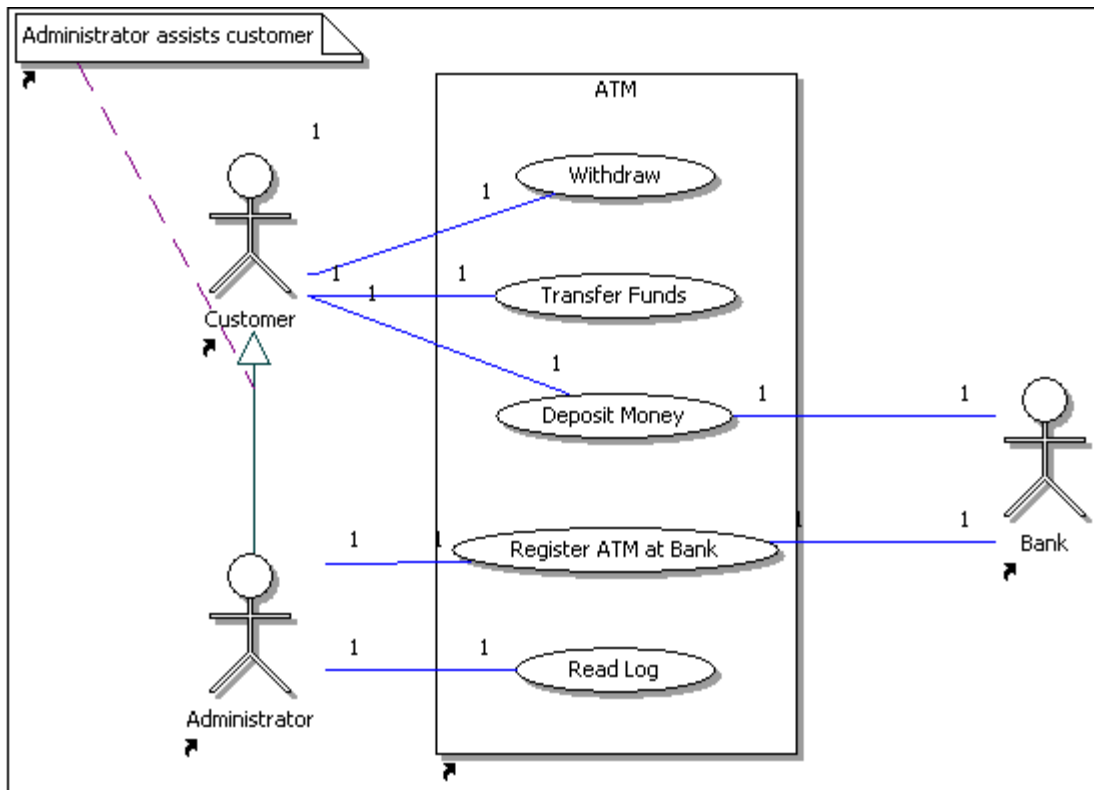 Administrator assists customer
ATM
1
Withdraw
1
1
1
1
Transfer Funds
Customer
1
Deposit Money
1
1
1
1
Register ATM at Bank
1
1
Bank
1
1
Read Log
Administrator